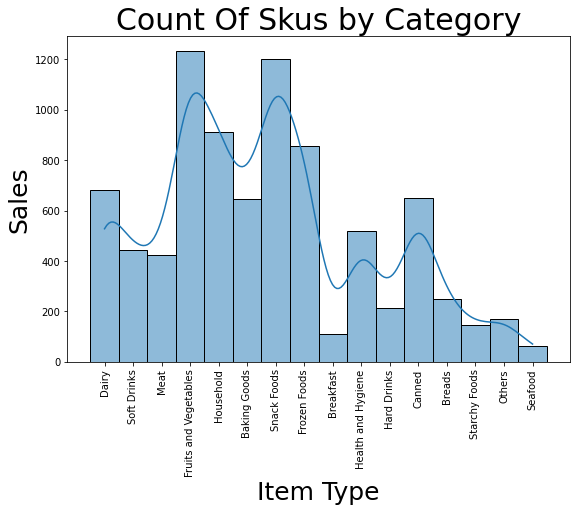 Count Of Skus by Category
Sales
1200
1000
800
600
400
200
0
Dairy
Soft Drinks
Meat
Fruits and Vegetables
Household
Baking Goods
Snack Foods
Frozen Foods
Breakfast
Health and Hygiene
Hard Drinks
Canned
Breads
Starchy Foods
Others
Seafood
Item Type